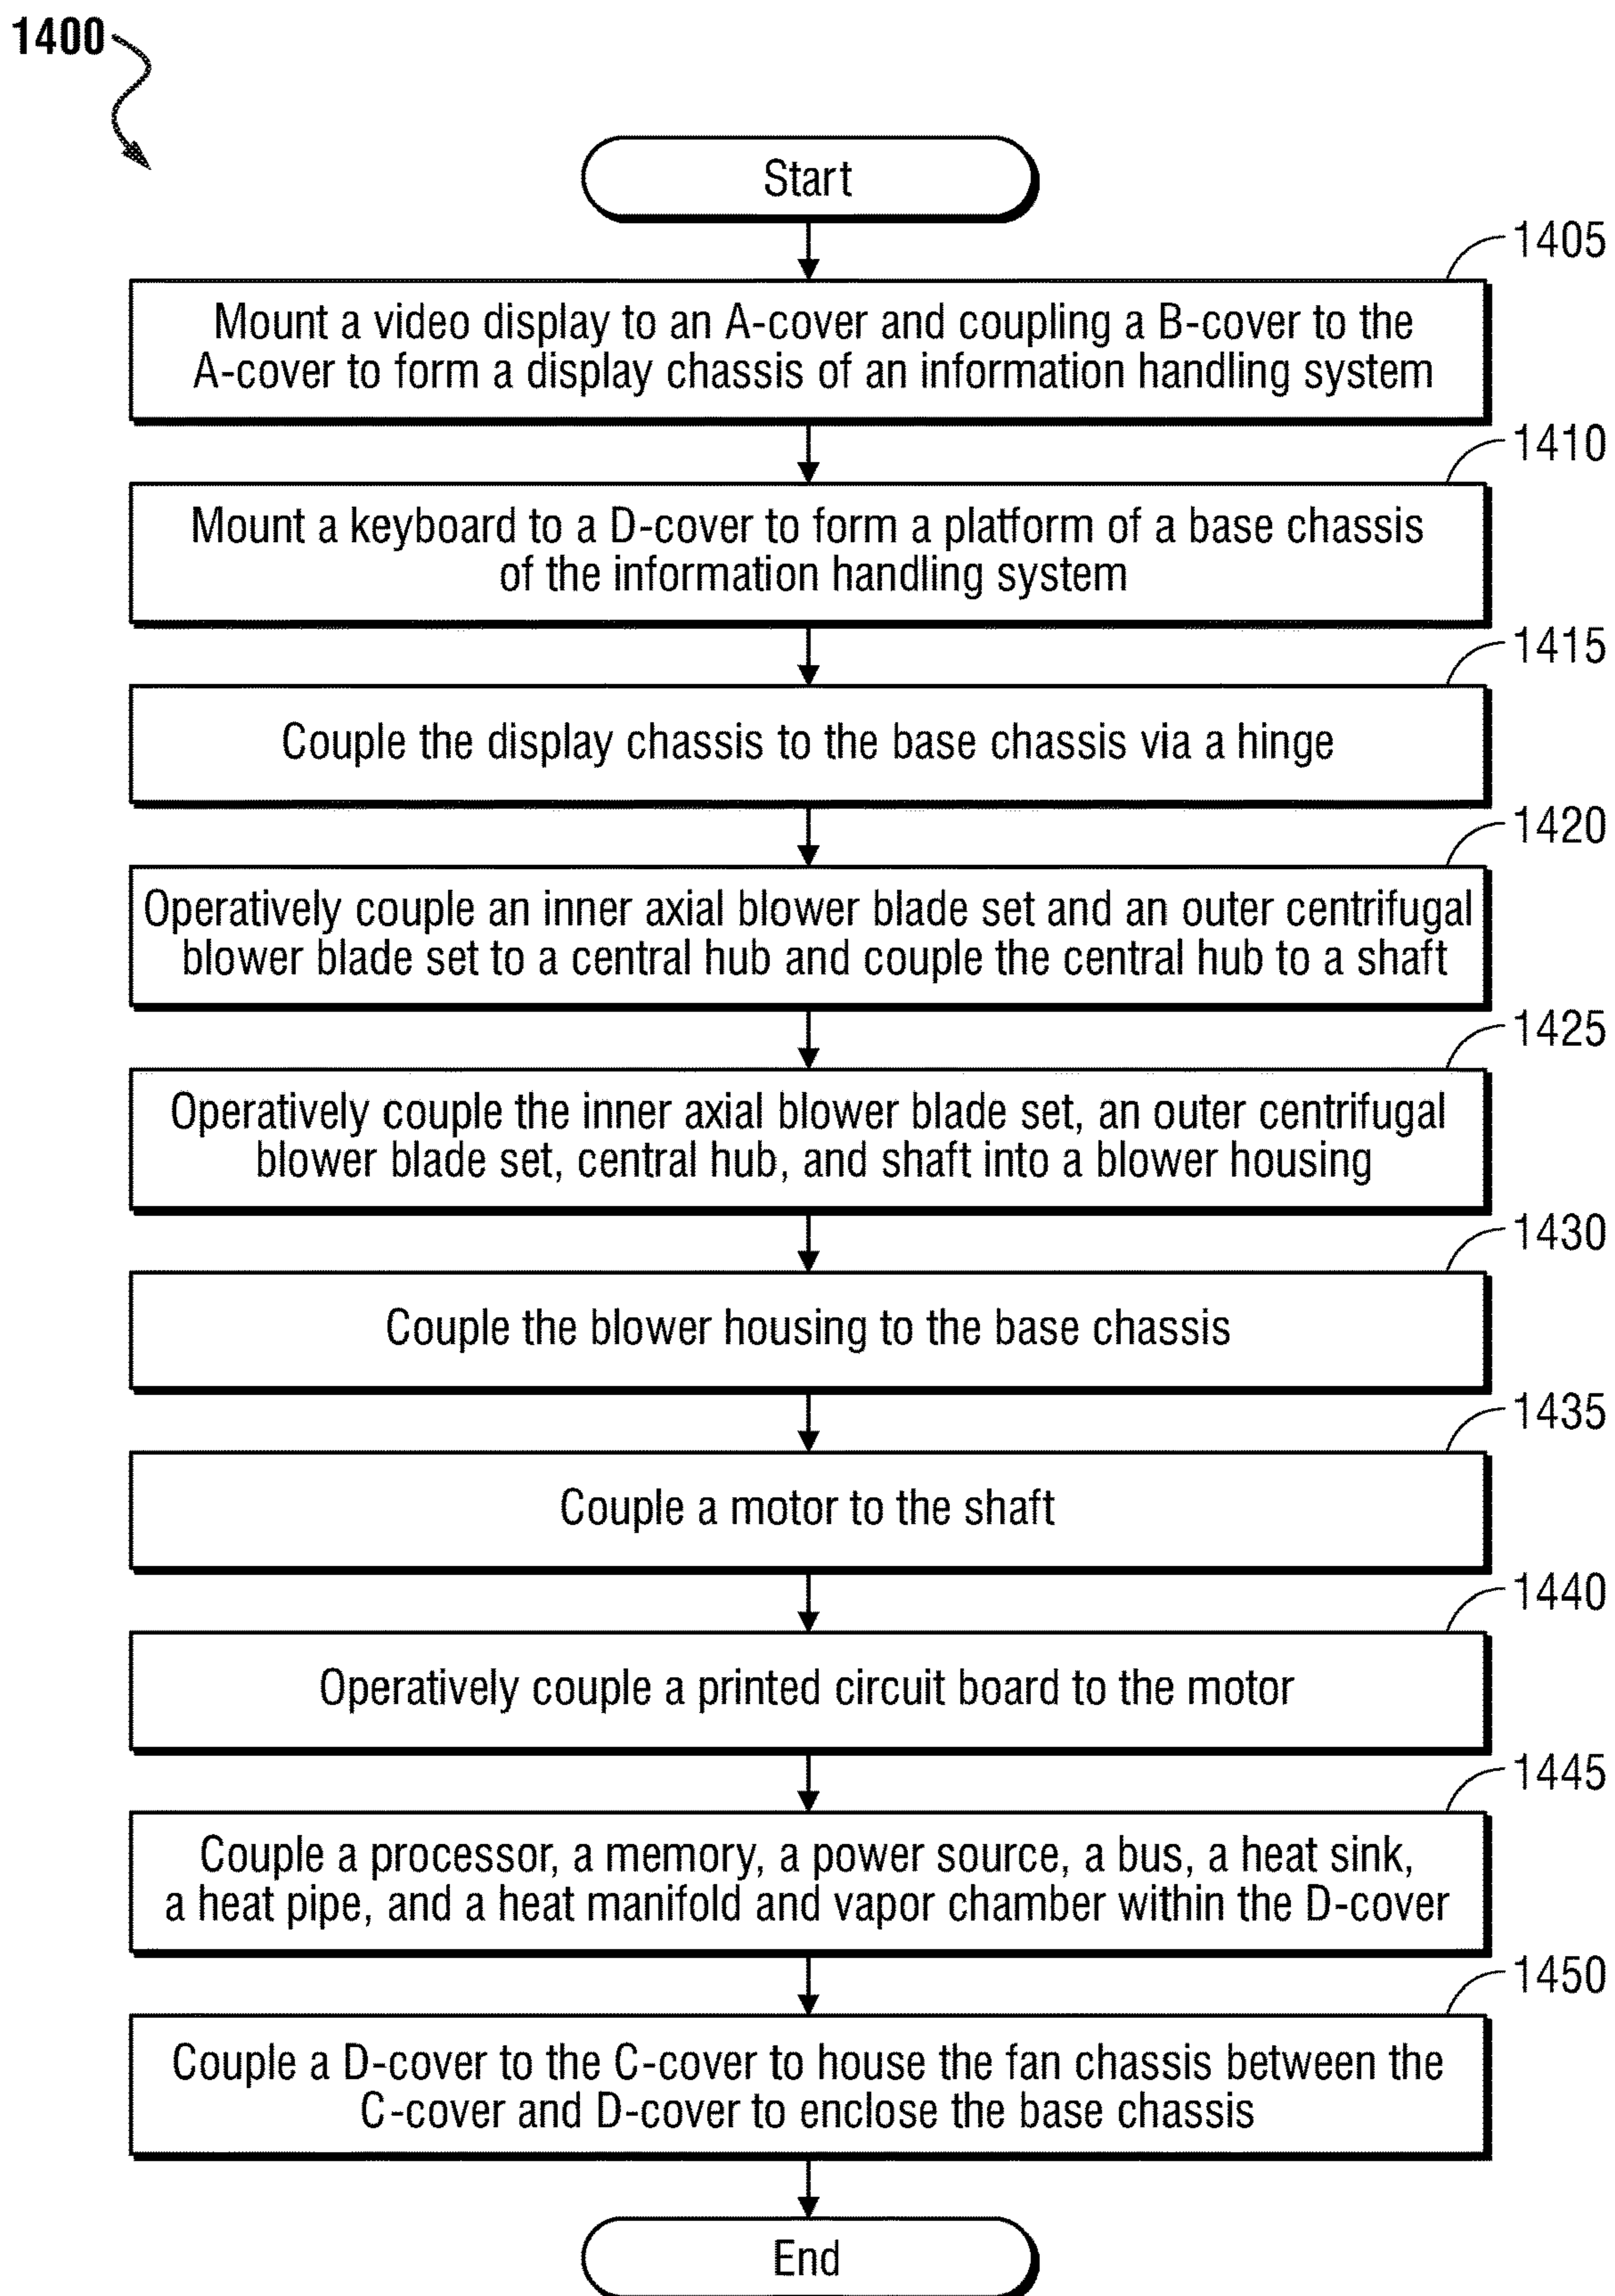 1400
Start
1405
Mount a video display to an A-cover and coupling a B-cover to the
A-cover to form a display chassis of an information handling system
1410
Mount a keyboard to a D-cover to form a platform of a base chassis
of the information handling system
1415
Couple the display chassis to the base chassis via a hinge
1420
Operatively couple an inner axial blower blade set and an outer centrifugal
blower blade set to a central hub and couple the central hub to a shaft
1425
Operatively couple the inner axial blower blade set, an outer centrifugal
blower blade set, central hub, and shaft into a blower housing
1430
Couple the blower housing to the base chassis
1435
Couple a motor to the shaft
1440
Operatively couple a printed circuit board to the motor
1445
Couple a processor, a memory, a power source, a bus, a heat sink,
a heat pipe, and a heat manifold and vapor chamber within the D-cover
1450
Couple a D-cover to the C-cover to house the fan chassis between the
C-cover and D-cover to enclose the base chassis
End